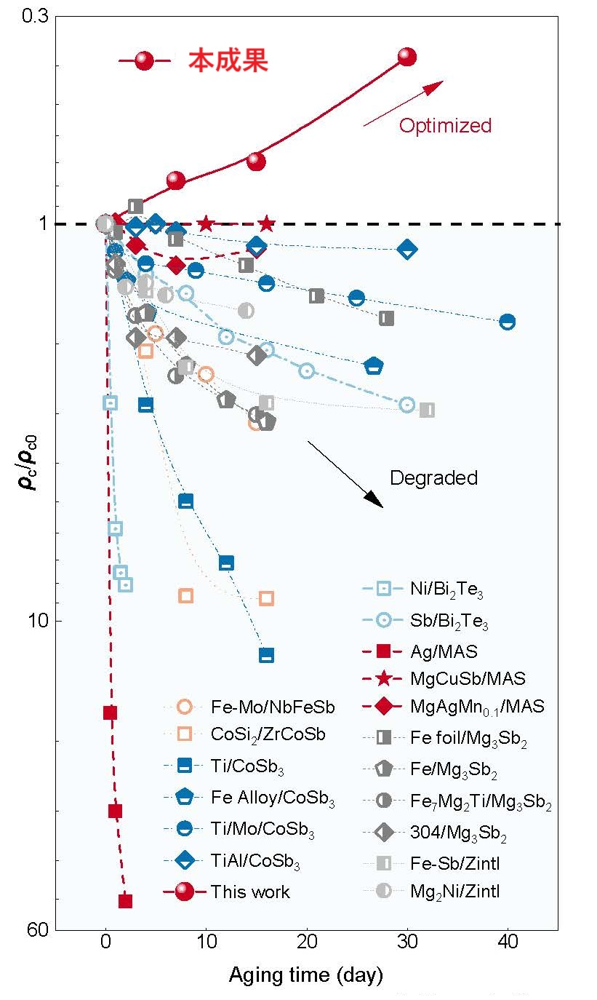 0.3
本成果
Optimized
1
ρc/ρc0
Degraded
10
Ni/Bi2Te3
Sb/Bi2Te3
Ag/MAS
MgCuSb/MAS
MgAgMn0.1/MAS
Fe foil/Mg3Sb2
Fe/Mg3Sb2
Fe7Mg2Ti/Mg3Sb2
304/Mg3Sb2
Fe-Sb/Zintl
Mg2Ni/Zintl
Fe-Mo/NbFeSb
CoSi2/ZrCoSb
Ti/CoSb3
Fe Alloy/CoSb3
Ti/Mo/CoSb3
TiAl/CoSb3
This work
60
0 10 20 30 40
Aging time (day)